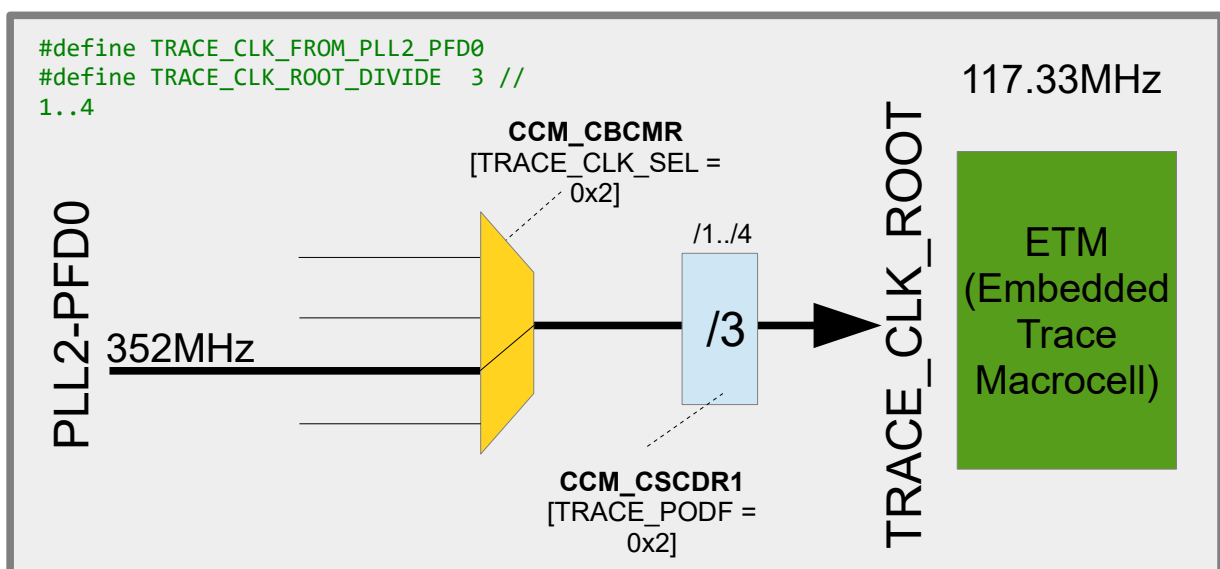 #define TRACE_CLK_FROM_PLL2_PFD0
#define TRACE_CLK_ROOT_DIVIDE  3 //
1..4
117.33MHz
CCM_CBCMR
[TRACE_CLK_SEL =
0x2]
PLL2-PFD0
352MHz
/1../4
/3
TRACE_CLK_ROOT
ETM
(Embedded
Trace
Macrocell)
CCM_CSCDR1
[TRACE_PODF =
0x2]